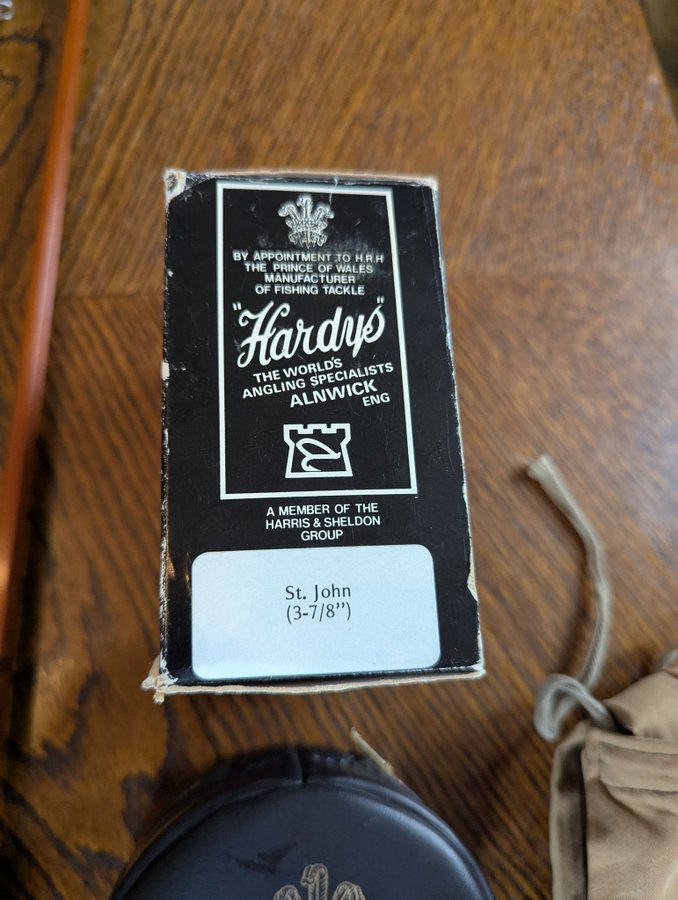 BY APPOINTMENT TO H.R.H
THE PRINCE OF WALES
MANUFACTURER
OF FISHING TACKLE
"Hardys"
THE WORLD'S
ANGLING SPECIALISTS
ALNWICK
ENG
A MEMBER OF THE
HARRIS & SHELDON
GROUP
St. John
(3-7/8")